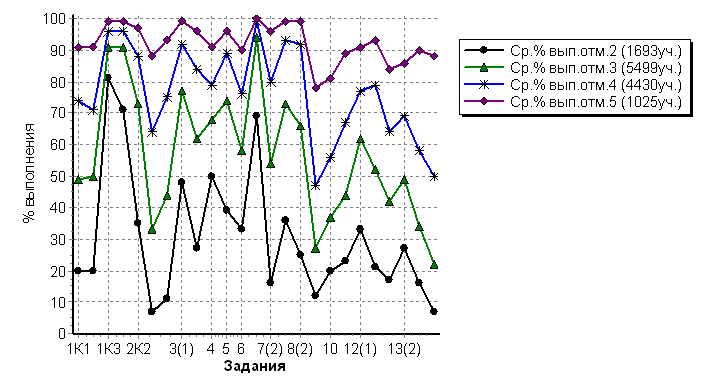 % выполнения
100
90
80
70
60
50
40
30
20
10
0
1К1 1К3 2К2 3(1) 4 5 6 7(2) 8(2) 10 12(1) 13(2)
Задания
Ср.% вып.отм.2 (1693уч.)
Ср.% вып.отм.3 (5499уч.)
Ср.% вып.отм.4 (4430уч.)
Ср.% вып.отм.5 (1025уч.)